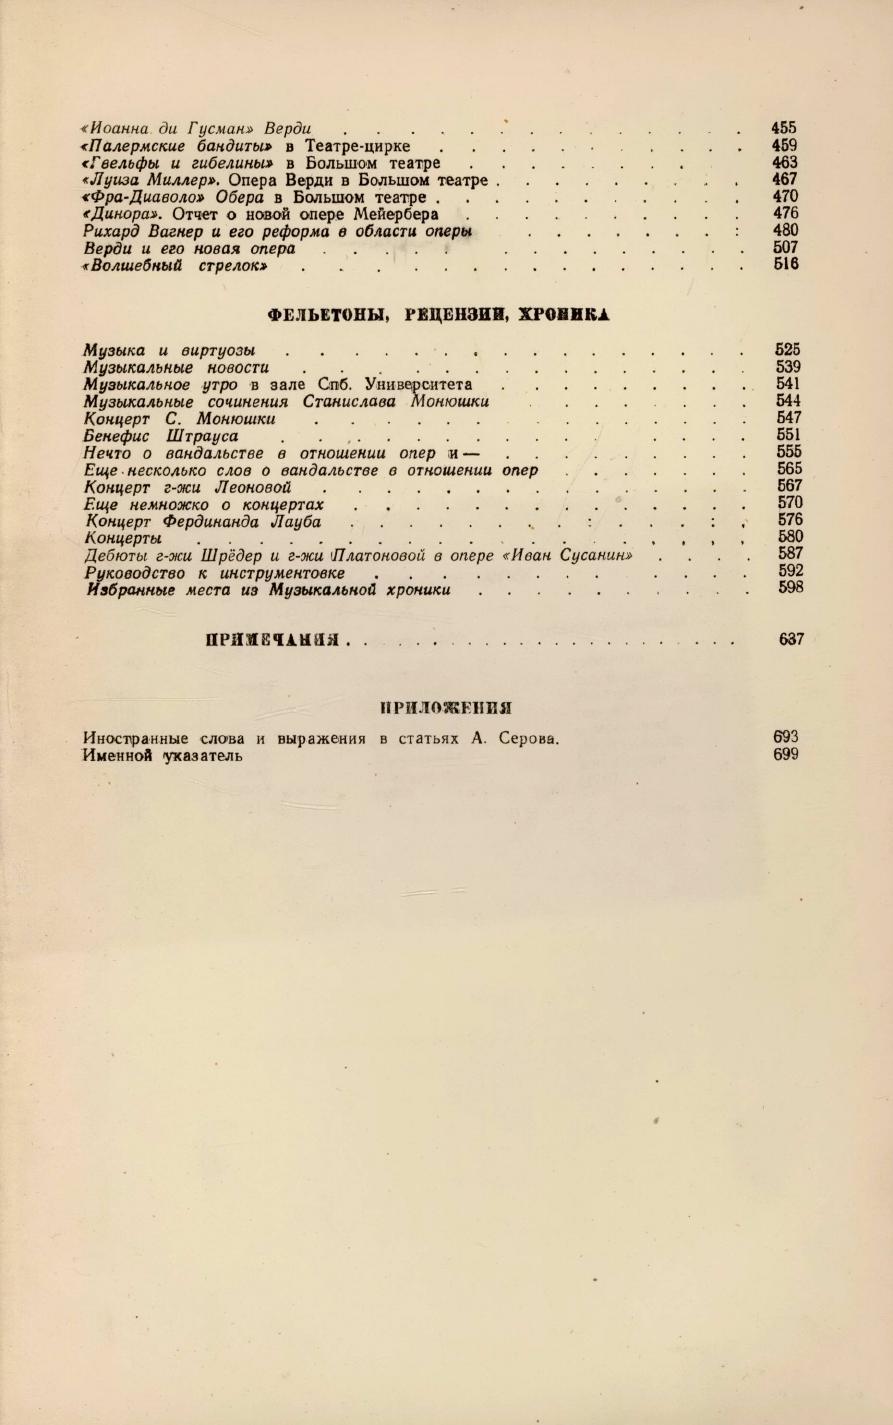 «Иоанна ди Гусман» Верди . . . . . . . . . . . . . . 455
«Палермские бандиты» в Театре-цирке . . . . . . . . . . 459
«Гвельфы и гибелины» в Большом театре . . . . . . . . 463
«Луиза Миллер». Опера Верди в Большом театре . . . . . . . . . 467
«Фра-Диаволо» Обера в Большом театре . . . . . . . . . . . 470
«Динора». Отчет о новой опере Мейербера . . . . . . . . . . 476
Рихард Вагнер и его реформа в области оперы . . . . . . . : 480
Верди и его новая опера . . . . . . . . . . . . . . 507
«Волшебный стрелок» . . . . . . . . . . . . . . . 516
ФЕЛЬЕТОНЫ, РЕЦЕНЗИИ, ХРОНИКА
Музыка и виртуозы . . . . . . . . . . . . . . . . 525
Музыкальные новости . . . . . . . . . . . . . . . 539
Музыкальное утро в зале Спб. Университета . . . . . . . . . 541
Музыкальные сочинения Станислава Монюшки . . . . . . . 544
Концерт С. Монюшки . . . . . . . . . . . . . . . 547
Бенефис Штрауса . . . . . . . . . . . . . . . 551
Нечто о вандальстве в отношении опер и — . . . . . . . . . 555
Еще несколько слов о вандальстве в отношении опер . . . . . . . 565
Концерт г-жи Леоновой . . . . . . . . . . . . . . . 567
Еще немножко о концертах . . . . . . . . . . . . . . 570
Концерт Фердинанда Лауба . . . . . . . . : . . . : , 576
Концерты . . . . . . . . . . . . . . . . , , , , 580
Дебюты г-жи Шрёдер и г-жи Платоновой в опере «Иван Сусанин» . . . . 587
Руководство к инструментовке . . . . . . . . . . . . 592
Избранные места из Музыкальной хроники . . . . . . . . . . 598
ПРИМЕЧАНИЯ . . . . . . . . . . . . . . . . . . . . 637
ПРИЛОЖЕНИЯ
Иностранные слова и выражения в статьях А. Серова. 693
Именной указатель 699